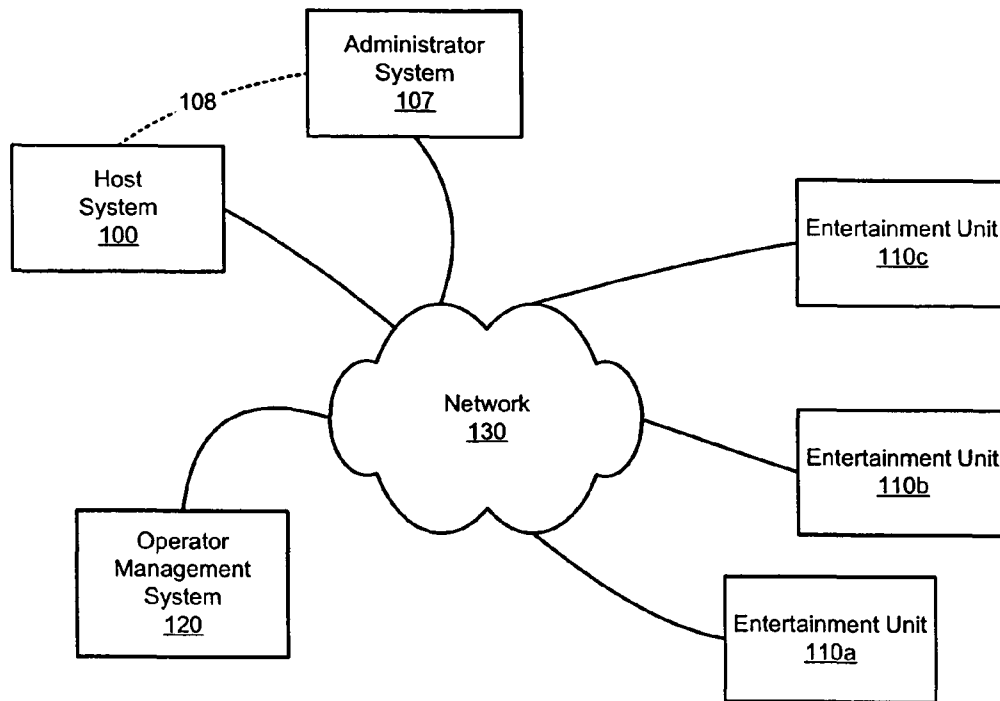 Administrator
System
107
108
Host
System
100
Entertainment Unit
110c
Network
130
Entertainment Unit
110b
Operator
Management
System
120
Entertainment Unit
110a